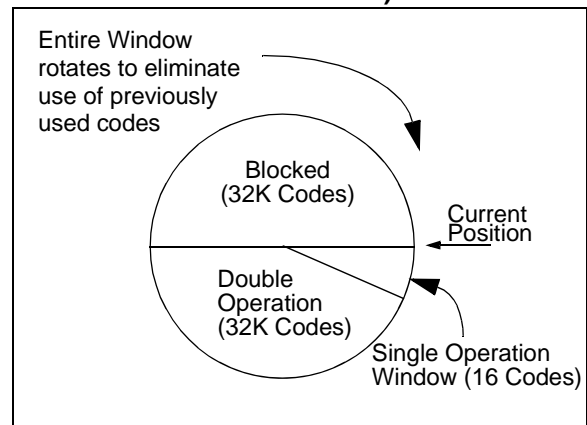 Entire Window
rotates to eliminate
use of previously
used codes
Blocked
(32K Codes)
Current
Position
Double
Operation
(32K Codes)
Single Operation
Window (16 Codes)